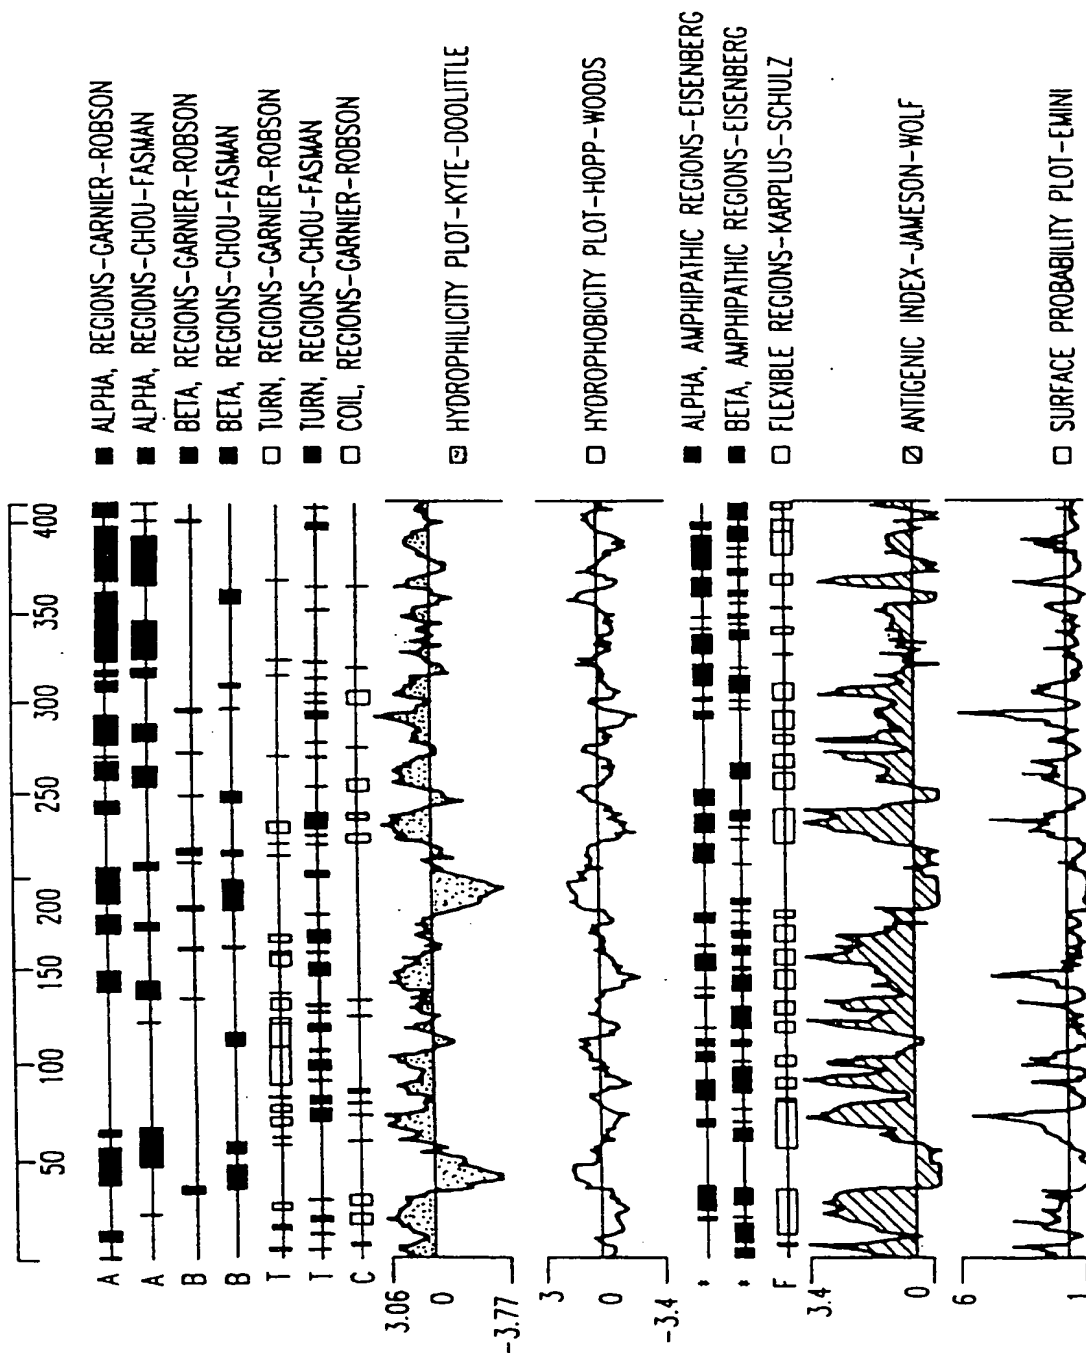 50 100 150 200 250 300 350 400
A ALPHA, REGIONS-GARNIER-ROBSON
A ALPHA, REGIONS-CHOU-FASMAN
B BETA, REGIONS-GARNIER-ROBSON
B BETA, REGIONS-CHOU-FASMAN
T TURN, REGIONS-GARNIER-ROBSON
T TURN, REGIONS-CHOU-FASMAN
C COIL, REGIONS-GARNIER-ROBSON
3.06
0 HYDROPHILICITY PLOT-KYTE-DOOLITTLE
-3.77
3
0 HYDROPHOBICITY PLOT-HOPP-WOODS
-3.4
* ALPHA, AMPHIPATHIC REGIONS-EISENBERG
* BETA, AMPHIPATHIC REGIONS-EISENBERG
F FLEXIBLE REGIONS-KARPLUS-SCHULZ
3.4
0 ANTIGENIC INDEX-JAMESON-WOLF
6
SURFACE PROBABILITY PLOT-EMINI
1